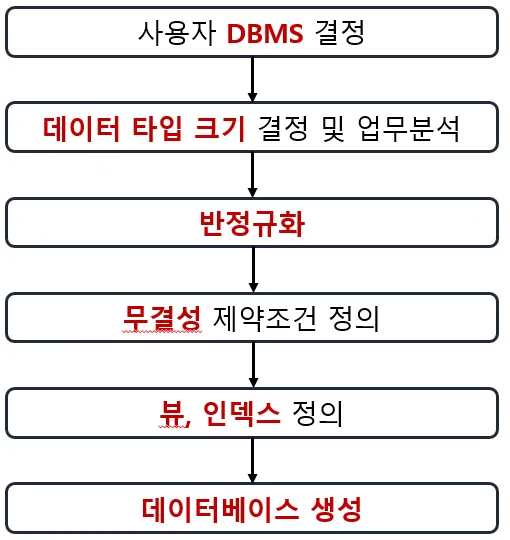 사용자 DBMS 결정
데이터 타입 크기 결정 및 업무분석
반정규화
무결성 제약조건 정의
뷰, 인덱스 정의
데이터베이스 생성